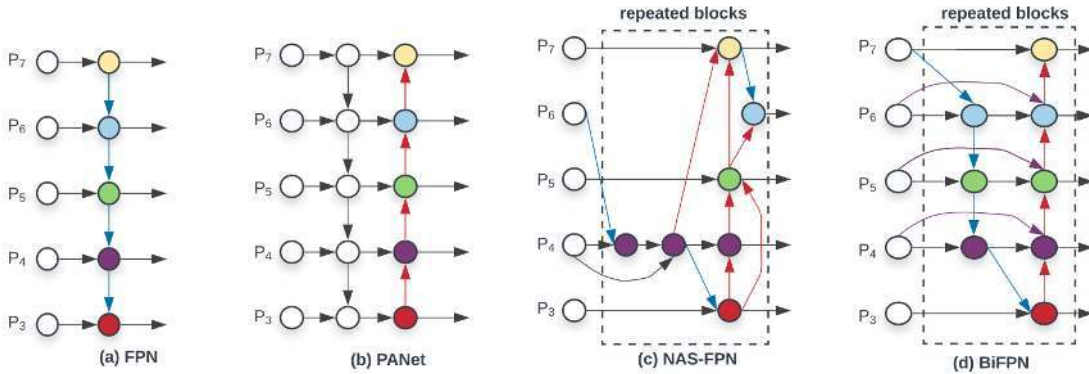 repeated blocks
repeated blocks
P7
P7
P7
P7
P6
P6
P6
P6
P5
P5
P5
P5
P4
P4
P4
P4
P3
P3
P3
P3
(a) FPN
(b) PANet
(c) NAS-FPN
(d) BiFPN